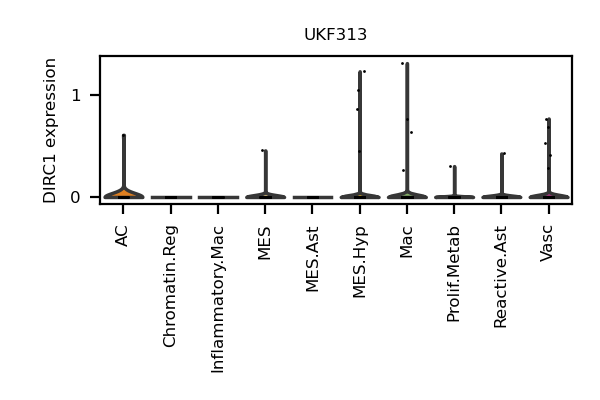 UKF313
DIRC1 expression
1
0
AC
Chromatin.Reg
Inflammatory.Mac
MES
MES.Ast
MES.Hyp
Mac
Prolif.Metab
Reactive.Ast
Vasc